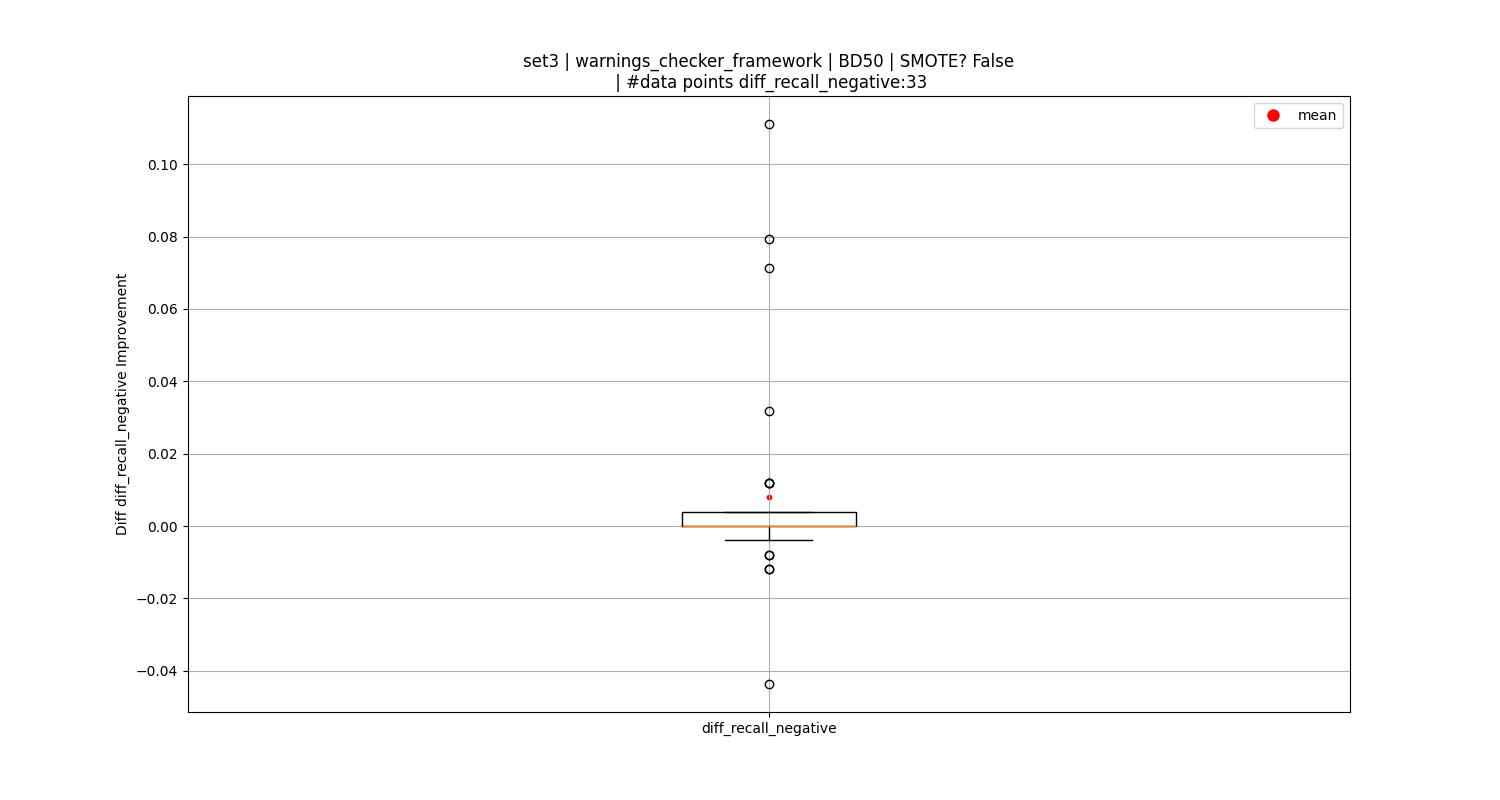 set3 | warnings_checker_framework | BD50 | SMOTE? False
| #data points diff_recall_negative:33
mean
0.10
0.08
0.06
0.04
0.02
0.00
−0.02
−0.04
Diff diff_recall_negative Improvement
diff_recall_negative